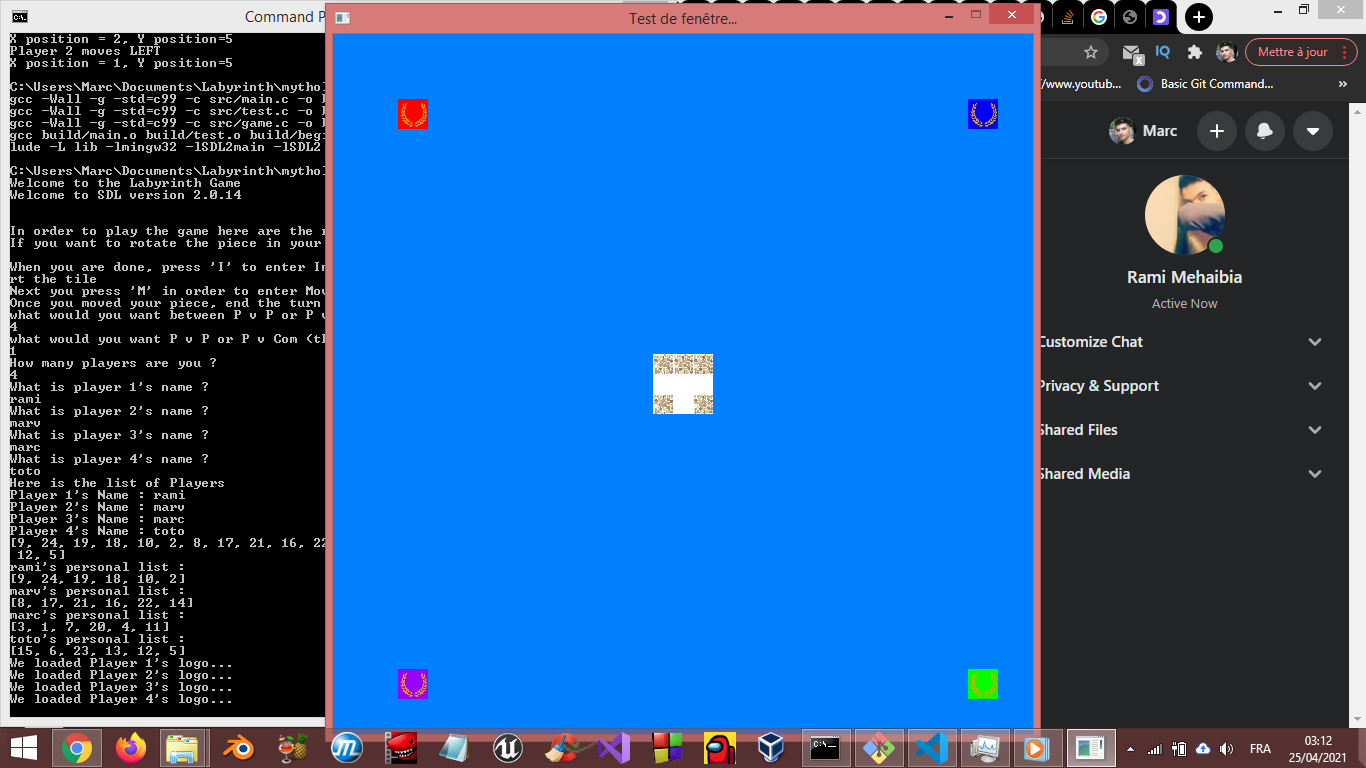 Command P
X position = 2, Y position=5
Player 2 moves LEFT
X position = 1, Y position=5
C:\Users\Marc\Documents\Labyrinth\mythol
gcc -Wall -g -std=c99 -c src/main.c -o
gcc -Wall -g -std=c99 -c src/test.c -o
gcc -Wall -g -std=c99 -c src/game.c -o
gcc build/main.o build/test.o build/beg
lude -L lib -lmingw32 -lSDL2main -lSDL2
C:\Users\Marc\Documents\Labyrinth\mythol
Welcome to the Labyrinth Game
Welcome to SDL version 2.0.14
In order to play the game here are the r
If you want to rotate the piece in your
When you are done, press 'I' to enter In
rt the tile
Next you press 'M' in order to enter Mov
Once you moved your piece, end the turn
what would you want between P v P or P v
4
what would you want P v P or P v Com (th
1
How many players are you ?
4
What is player 1's name ?
rami
What is player 2's name ?
marv
What is player 3's name ?
marc
What is player 4's name ?
toto
Here is the list of Players
Player 1's Name : rami
Player 2's Name : marv
Player 3's Name : marc
Player 4's Name : toto
[9, 24, 19, 18, 10, 2, 8, 17, 21, 16, 22
12, 5]
rami's personal list :
[9, 24, 19, 18, 10, 2]
marv's personal list :
[8, 17, 21, 16, 22, 14]
marc's personal list :
[3, 1, 7, 20, 4, 11]
toto's personal list :
[15, 6, 23, 13, 12, 5]
We loaded Player 1's logo...
We loaded Player 2's logo...
We loaded Player 3's logo...
We loaded Player 4's logo...
Test de fenêtre...
IQ
Mettre à jour
/www.youtub...
Basic Git Command...
»
Marc
Rami Mehaibia
Active Now
Customize Chat
Privacy & Support
Shared Files
Shared Media
FRA
03:12
25/04/2021